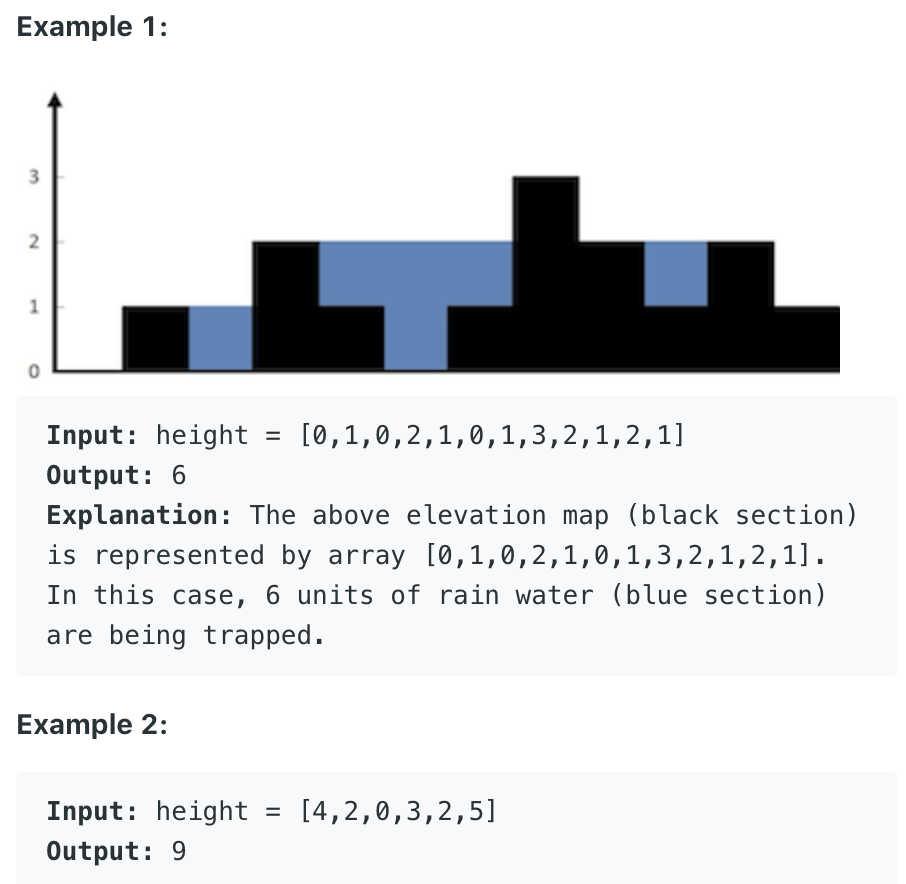 Example 1:
3
2
1
0
Input: height = [0,1,0,2,1,0,1,3,2,1,2,1]
Output: 6
Explanation: The above elevation map (black section)
is represented by array [0,1,0,2,1,0,1,3,2,1,2,1].
In this case, 6 units of rain water (blue section)
are being trapped.
Example 2:
Input: height = [4,2,0,3,2,5]
Output: 9